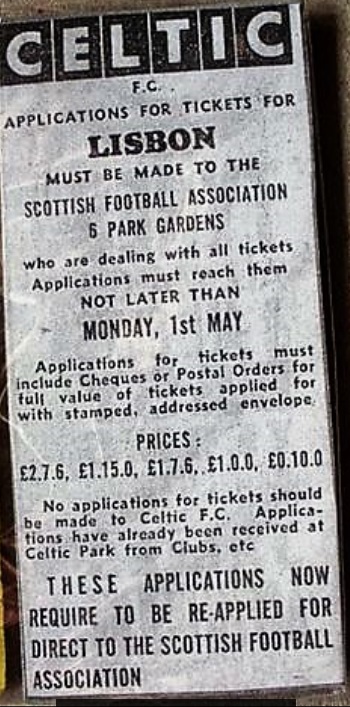 CELTIC
F.C.
APPLICATIONS FOR TICKETS FOR
LISBON
MUST BE MADE TO THE
SCOTTISH FOOTBALL ASSOCIATION
6 PARK GARDENS
who are dealing with all tickets
Applications must reach them
NOT LATER THAN
MONDAY, 1st MAY
Applications for tickets must
include Cheques or Postal Orders for
full value of tickets applied for
with stamped, addressed envelope.
PRICES :
£2.7.6, £1.15.0, £1.7.6, £1.0.0, £0.10.0
No applications for tickets should
be made to Celtic F.C. Applica-
tions have already been received at
Celtic Park from Clubs, etc
THESE APPLICATIONS NOW
REQUIRE TO BE RE-APPLIED FOR
DIRECT TO THE SCOTTISH FOOTBALL
ASSOCIATION